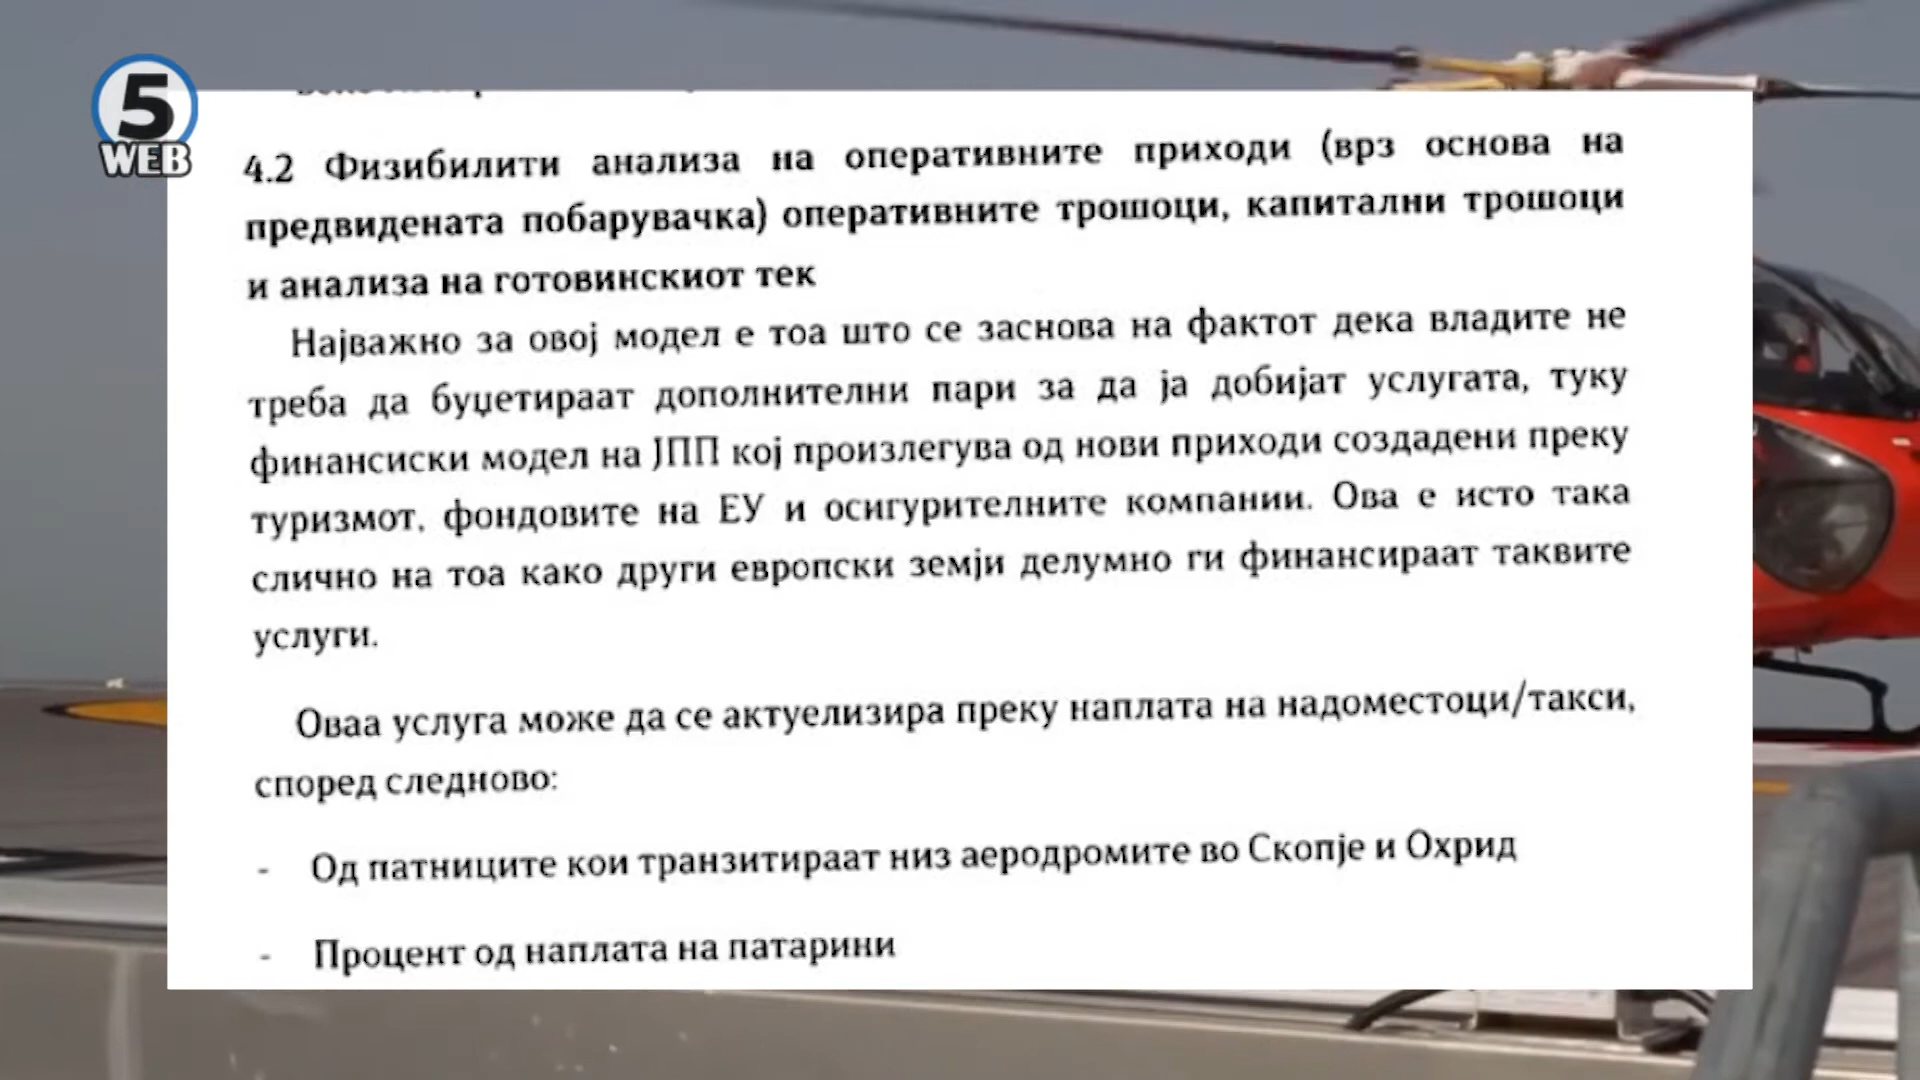 5
WEB
4.2 Физибилити анализа на оперативните приходи (врз основа на
предвидената побарувачка) оперативните трошоци, капитални трошоци
и анализа на готовинскиот тек
Најважно за овој модел е тоа што се заснова на фактот дека владите не
треба да буџетираат дополнителни пари за да ја добијат услугата, туку
финансиски модел на ЈПП кој произлегува од нови приходи создадени преку
туризмот, фондовите на ЕУ и осигурителните компании. Ова е исто така
слично на тоа како други европски земји делумно ги финансираат таквите
услуги.
Оваа услуга може да се актуелизира преку наплата на надоместоци/такси,
според следново:
- Од патниците кои транзитираат низ аеродромите во Скопје и Охрид
- Процент од наплата на патарини